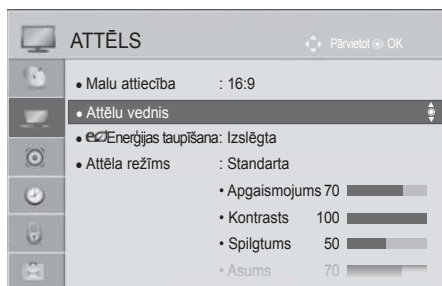 ATTĒLS
Pārvietot OK
• Malu attiecība : 16:9
• Attēlu vednis
• eco Enerģijas taupīšana: Izslēgta
• Attēla režīms : Standarta
• Apgaismojums 70
• Kontrasts 100
• Spilgtums 50
• Asums 70